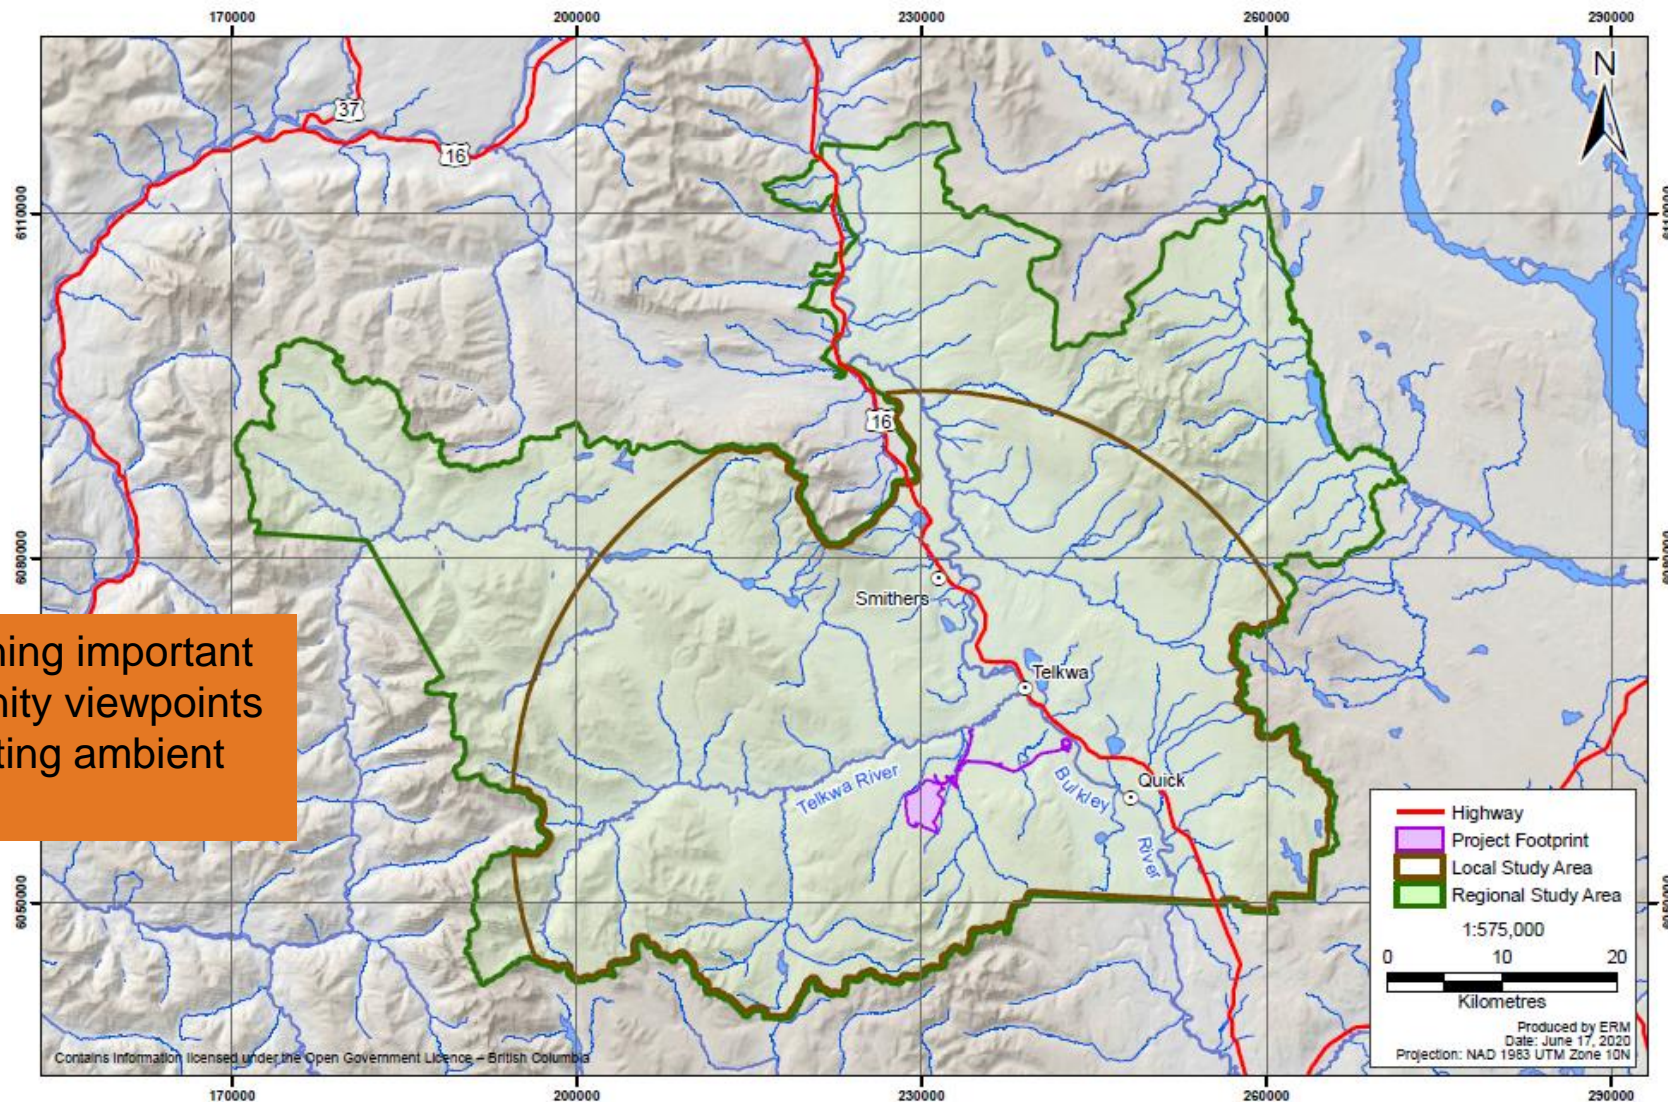 170000 200000 230000 260000 290000
N
37
16
6110000
16
6080000
Smithers
Telkwa
important
viewpoints
ambient
Telkwa River
Bulkley
River
Quick
6050000
Highway
Project Footprint
Local Study Area
Regional Study Area
1:575,000
0 10 20
Kilometres
Produced by ERM
Date: June 17, 2020
Projection: NAD 1983 UTM Zone 10N
Contains information licensed under the Open Government Licence – British Columbia
170000 200000 230000 260000 290000